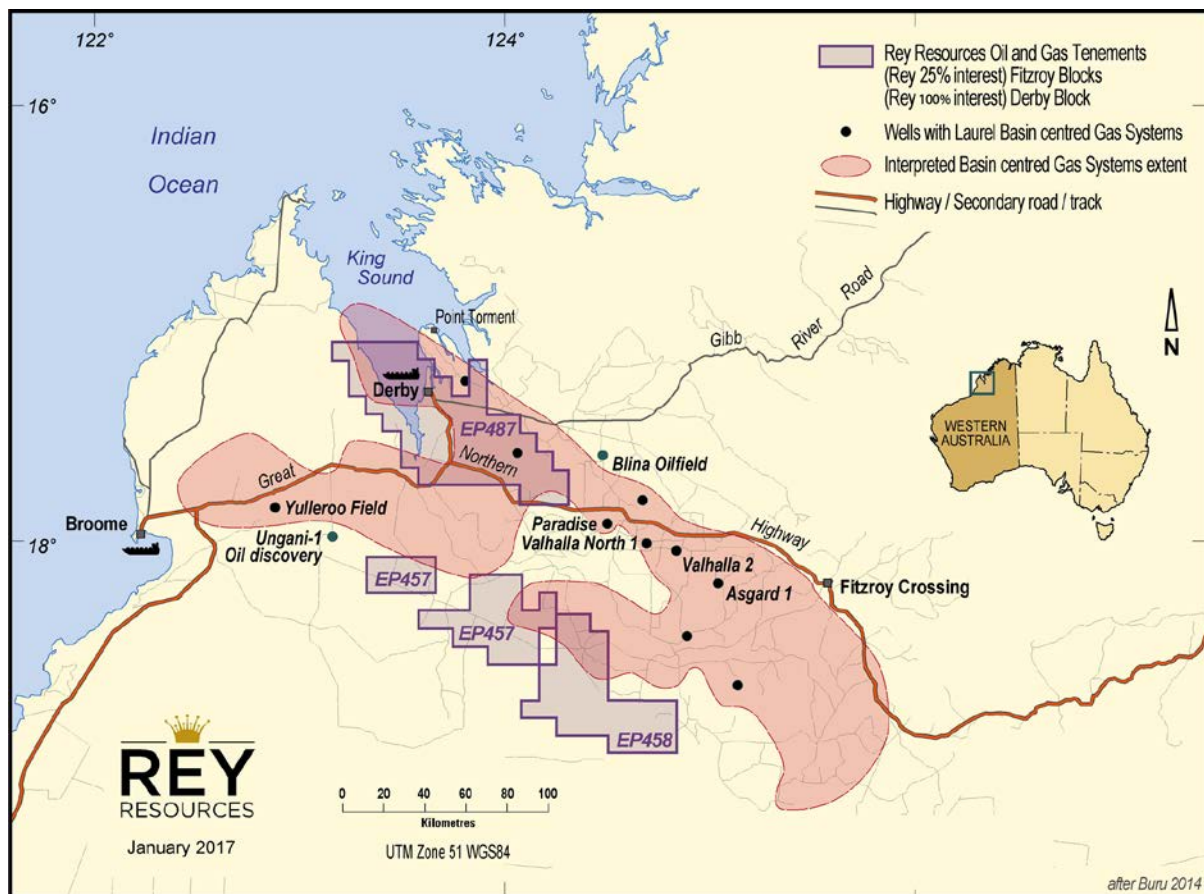 122°
124°
16°
Indian
Ocean
Rey Resources Oil and Gas Tenements
(Rey 25% interest) Fitzroy Blocks
(Rey 100% interest) Derby Block
Wells with Laurel Basin centred Gas Systems
Interpreted Basin centred Gas Systems extent
Highway / Secondary road / track
King
Sound
Point Torment
Gibb
River
Road
N
Derby
WESTERN
AUSTRALIA
EP487
Great
Northern
Blina Oilfield
Broome
Yulleroo Field
Ungani-1
Oil discovery
18°
Paradise
Valhalla North 1
Highway
Valhalla 2
Asgard 1
Fitzroy Crossing
EP457
EP457
EP458
REY
RESOURCES
January 2017
0 20 40 60 80 100
Kilometres
UTM Zone 51 WGS84
after Buru 2014